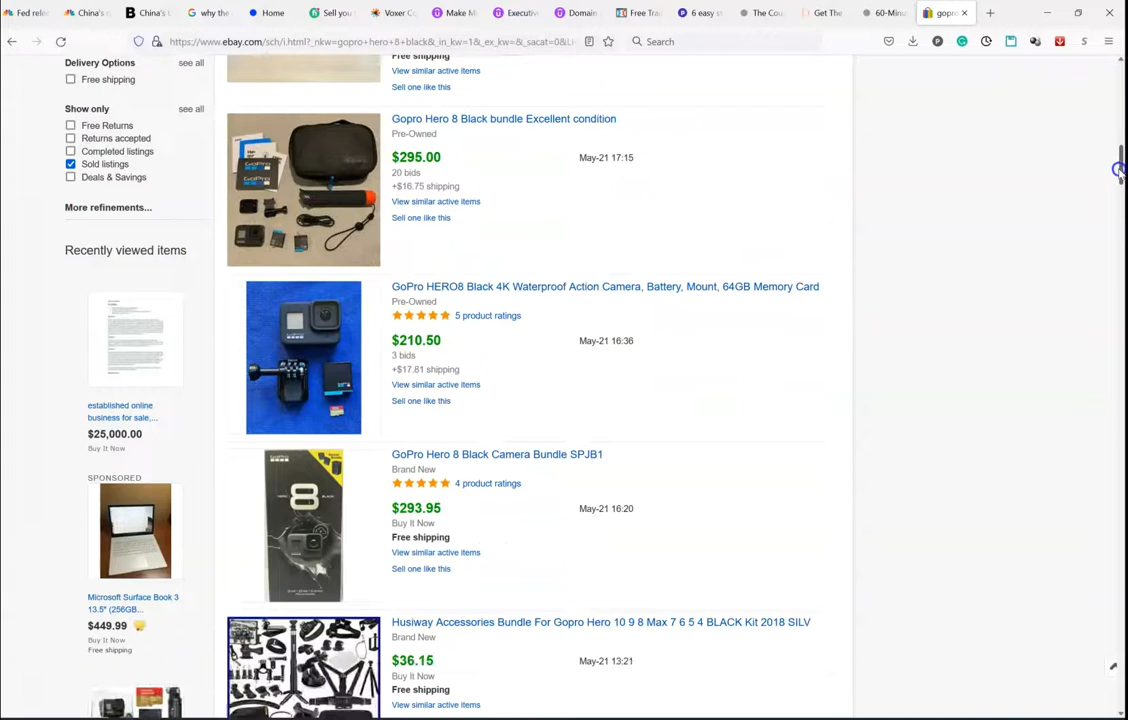 Fed relea
China's m
China's t
why the
Home
Sell you
Voxer Co
Make M
Executive
Domain
Free Trac
6 easy s
The Cou
Get The
60-Minu
gopro
https://www.ebay.com/sch/i.html?_nkw=gopro+hero+8+black&_in_kw=1&_ex_kw=&_sacat=0&LH
Search
Delivery Options see all
Free shipping
Show only see all
Free Returns
Returns accepted
Completed listings
Sold listings
Deals & Savings
More refinements...
Recently viewed items
established online
business for sale,...
$25,000.00
Buy It Now
SPONSORED
Microsoft Surface Book 3
13.5" (256GB...
$449.99
Buy It Now
Free shipping
Free shipping
View similar active items
Sell one like this
Gopro Hero 8 Black bundle Excellent condition
Pre-Owned
$295.00 May-21 17:15
20 bids
+$16.75 shipping
View similar active items
Sell one like this
GoPro HERO8 Black 4K Waterproof Action Camera, Battery, Mount, 64GB Memory Card
Pre-Owned
5 product ratings
$210.50 May-21 16:36
3 bids
+$17.81 shipping
View similar active items
Sell one like this
GoPro Hero 8 Black Camera Bundle SPJB1
Brand New
4 product ratings
$293.95 May-21 16:20
Buy It Now
Free shipping
View similar active items
Sell one like this
Husiway Accessories Bundle For Gopro Hero 10 9 8 Max 7 6 5 4 BLACK Kit 2018 SILV
Brand New
$36.15 May-21 13:21
Buy It Now
Free shipping
View similar active items